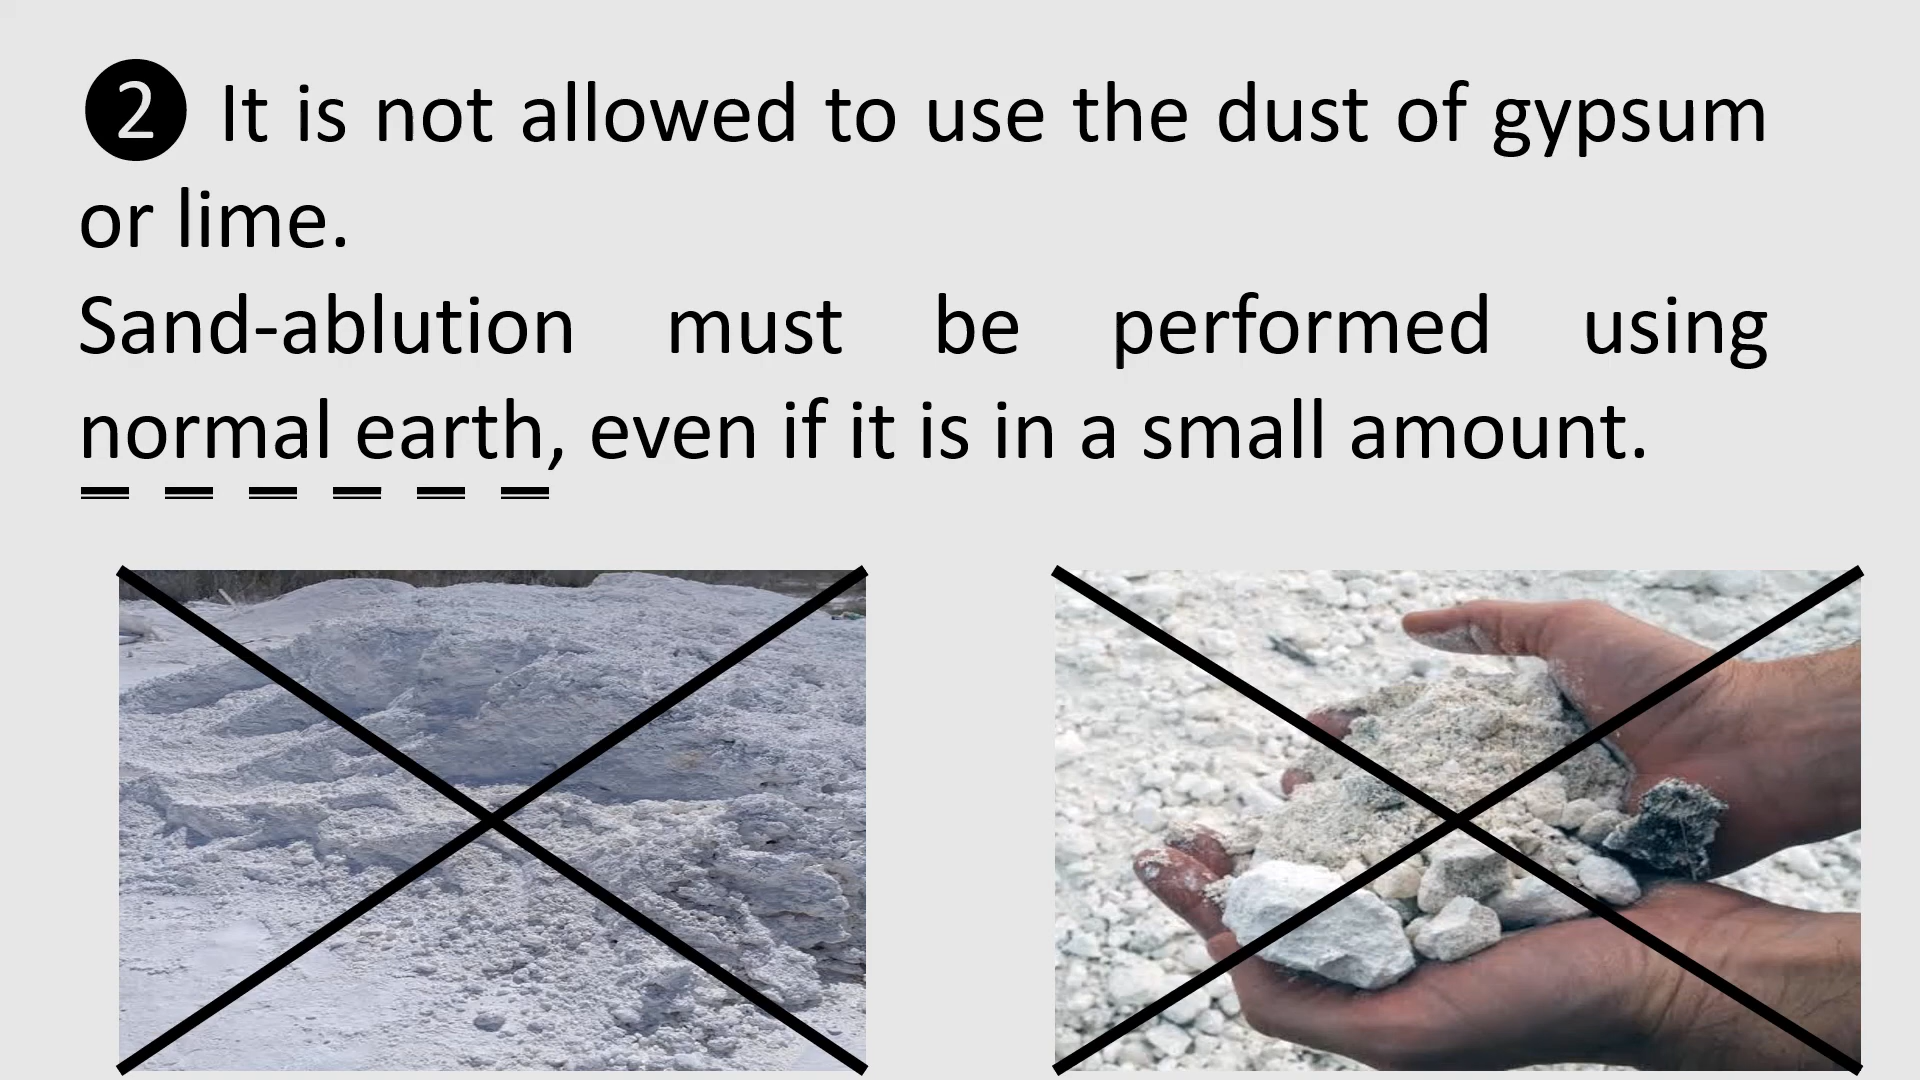 ❷ It is not allowed to use the dust of gypsum
or lime.
Sand-ablution must be performed using
normal earth, even if it is in a small amount.